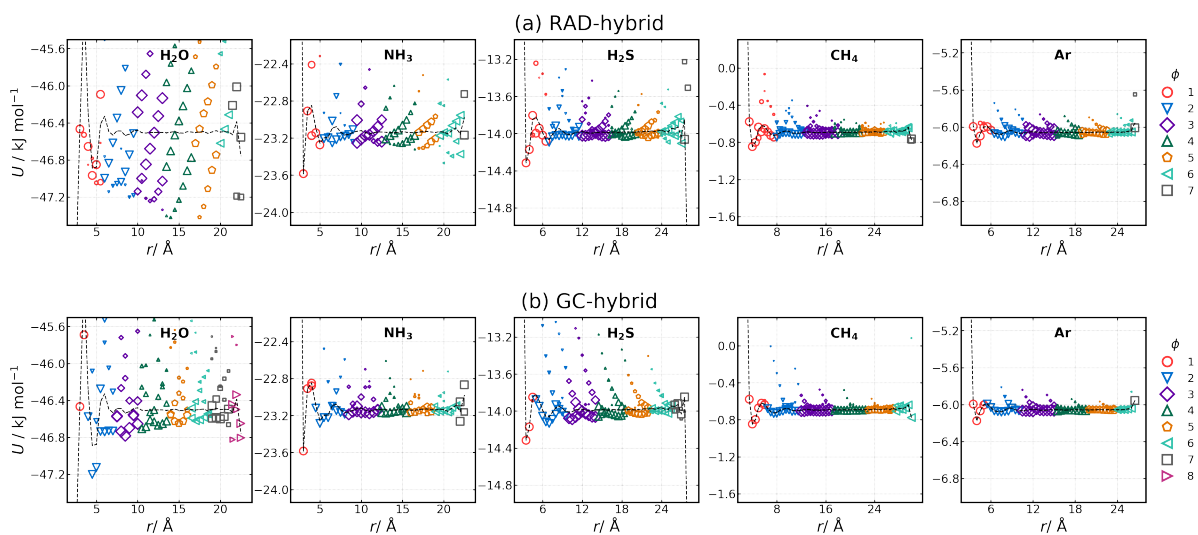 (a) RAD-hybrid
H₂O
NH₃
H₂S
CH₄
Ar
U / kJ mol⁻¹
−45.6
−46.0
−46.4
−46.8
−47.2
−22.4
−22.8
−23.2
−23.6
−24.0
−13.2
−13.6
−14.0
−14.4
−14.8
0.0
−0.4
−0.8
−1.2
−1.6
−5.2
−5.6
−6.0
−6.4
−6.8
5 10 15 20
5 10 15 20
6 12 18 24
8 16 24
6 12 18 24
r/ Å
r/ Å
r/ Å
r/ Å
r/ Å
ϕ
1
2
3
4
5
6
7
(b) GC-hybrid
H₂O
NH₃
H₂S
CH₄
Ar
U / kJ mol⁻¹
−45.6
−46.0
−46.4
−46.8
−47.2
−22.4
−22.8
−23.2
−23.6
−24.0
−13.2
−13.6
−14.0
−14.4
−14.8
0.0
−0.4
−0.8
−1.2
−1.6
−5.2
−5.6
−6.0
−6.4
−6.8
5 10 15 20
5 10 15 20
6 12 18 24
8 16 24
6 12 18 24
r/ Å
r/ Å
r/ Å
r/ Å
r/ Å
ϕ
1
2
3
4
5
6
7
8